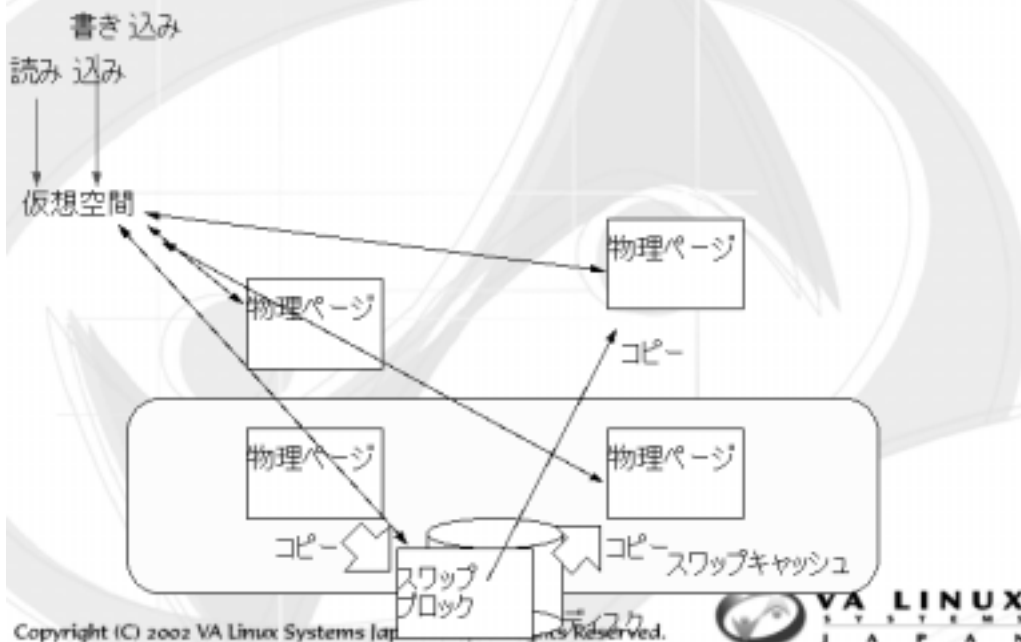 書き込み
読み込み
仮想空間
物理ページ
物理ページ
コピー
物理ページ
物理ページ
コピー
コピー
スワップキャッシュ
スワップ
ブロック
ディスク
VA LINUX
SYSTEMS
JAPAN
Copyright (C) 2002 VA Linux Systems Reserved.